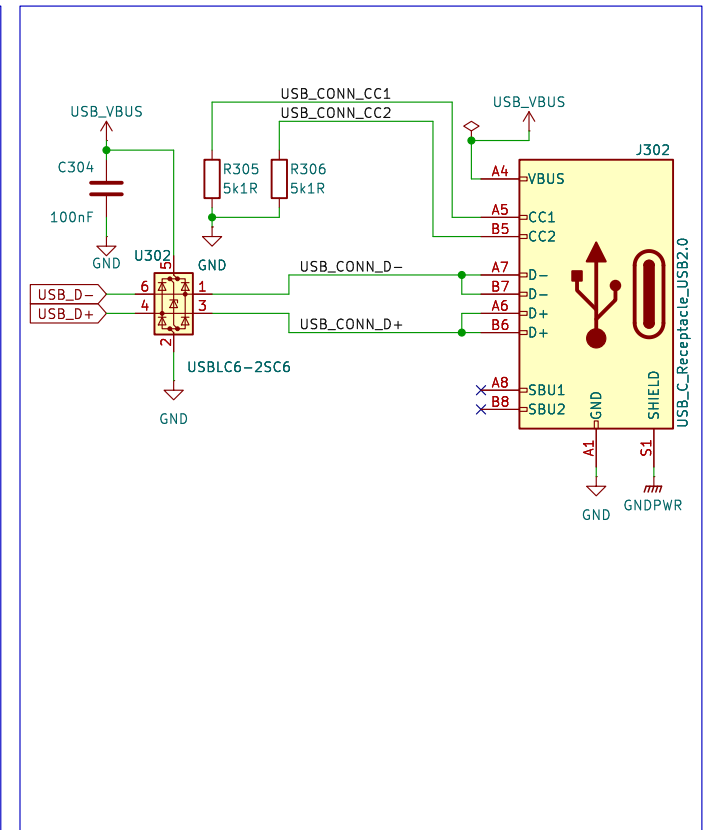 USB_CONN_CC1
USB_VBUS
USB_VBUS
USB_CONN_CC2
J302
C304
R305
R306
A4
VBUS
5k1R
5k1R
100nF
A5
CC1
B5
CC2
U302
GND
5
GND
USB_CONN_D-
A7
D-
USB_D-
6
1
B7
D-
USB_D+
4
3
A6
D+
USB_CONN_D+
B6
D+
2
USBLC6-2SC6
A8
SBU1
B8
SBU2
GND
GND
SHIELD
USB_C_Receptacle_USB2.0
A1
S1
GND
GNDPWR